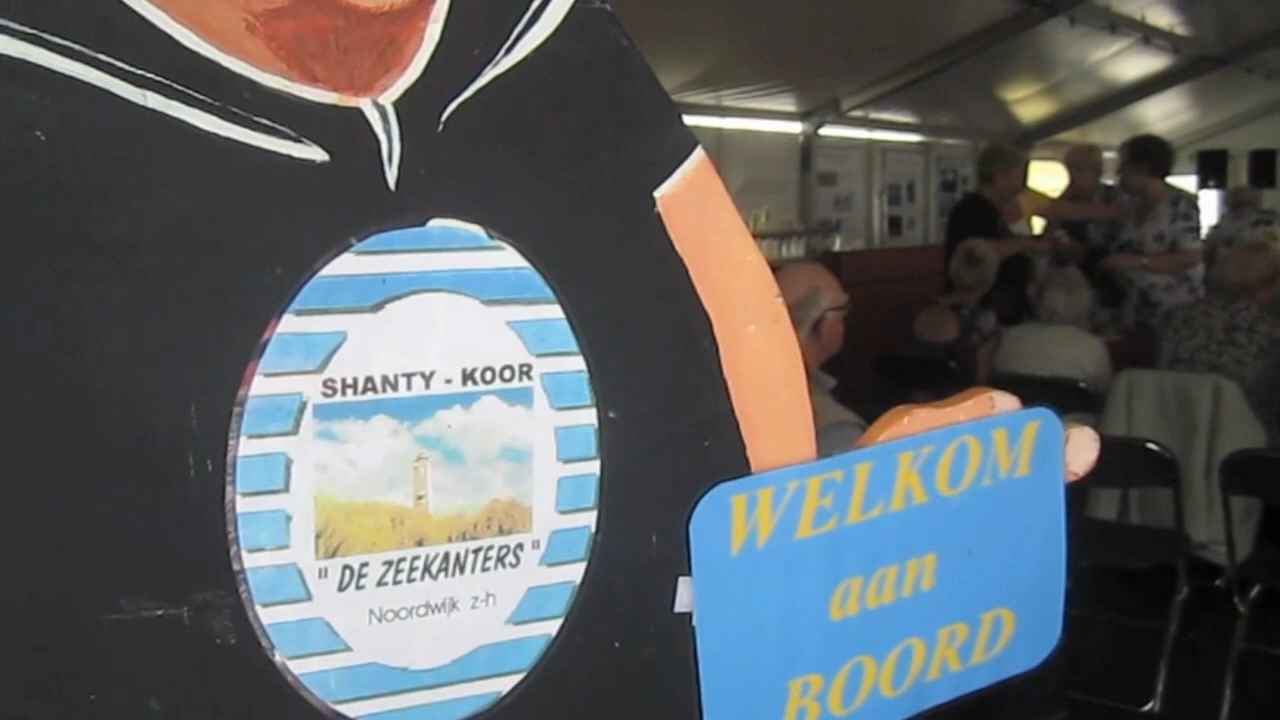 SHANTY - KOOR
" DE ZEEKANTERS "
Noordwijk z-h
WELKOM
aan
BOORD